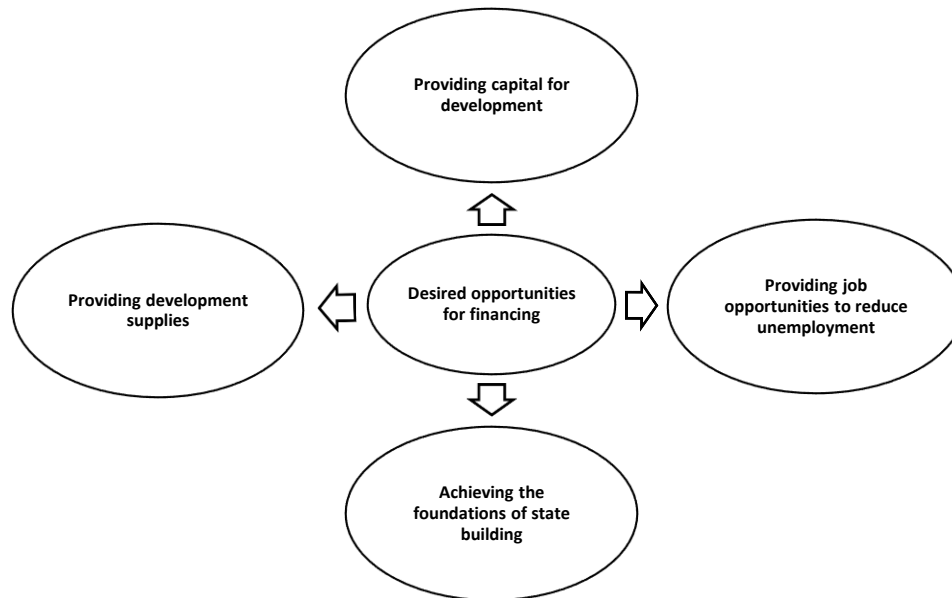 Providing capital for
development
Providing development
supplies
Desired opportunities
for financing
Providing job
opportunities to reduce
unemployment
Achieving the
foundations of state
building